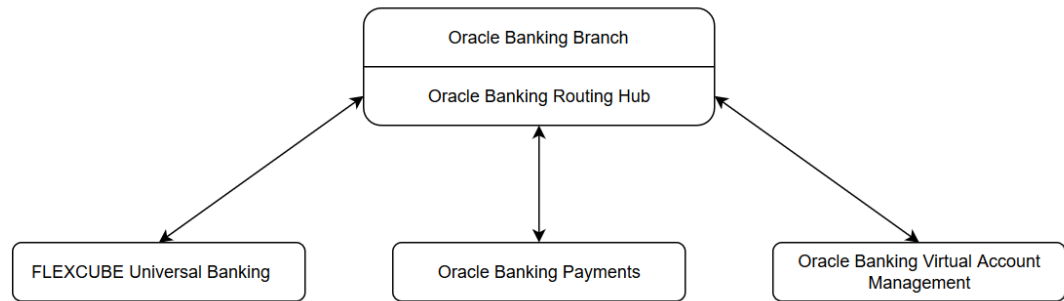 Oracle Banking Branch
Oracle Banking Routing Hub
FLEXCUBE Universal Banking
Oracle Banking Payments
Oracle Banking Virtual Account
Management